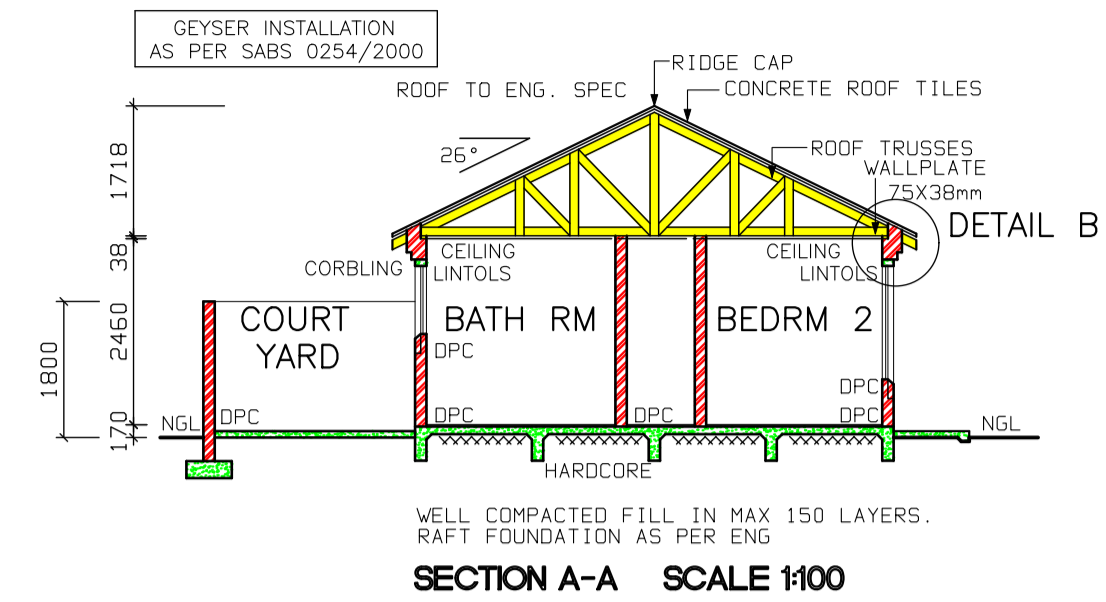 GEYSER INSTALLATION
AS PER SABS 0254/2000
RIDGE CAP
ROOF TO ENG. SPEC
CONCRETE ROOF TILES
26°
ROOF TRUSSES
WALLPLATE
75X38mm
DETAIL B
1718
38
2460
170
1800
CORBLING
CEILING
LINTOLS
CEILING
LINTOLS
COURT
YARD
BATH RM
BEDRM 2
DPC
DPC
NGL
DPC
DPC
DPC
DPC
NGL
HARDCORE
WELL COMPACTED FILL IN MAX 150 LAYERS.
RAFT FOUNDATION AS PER ENG
SECTION A-A SCALE 1:100